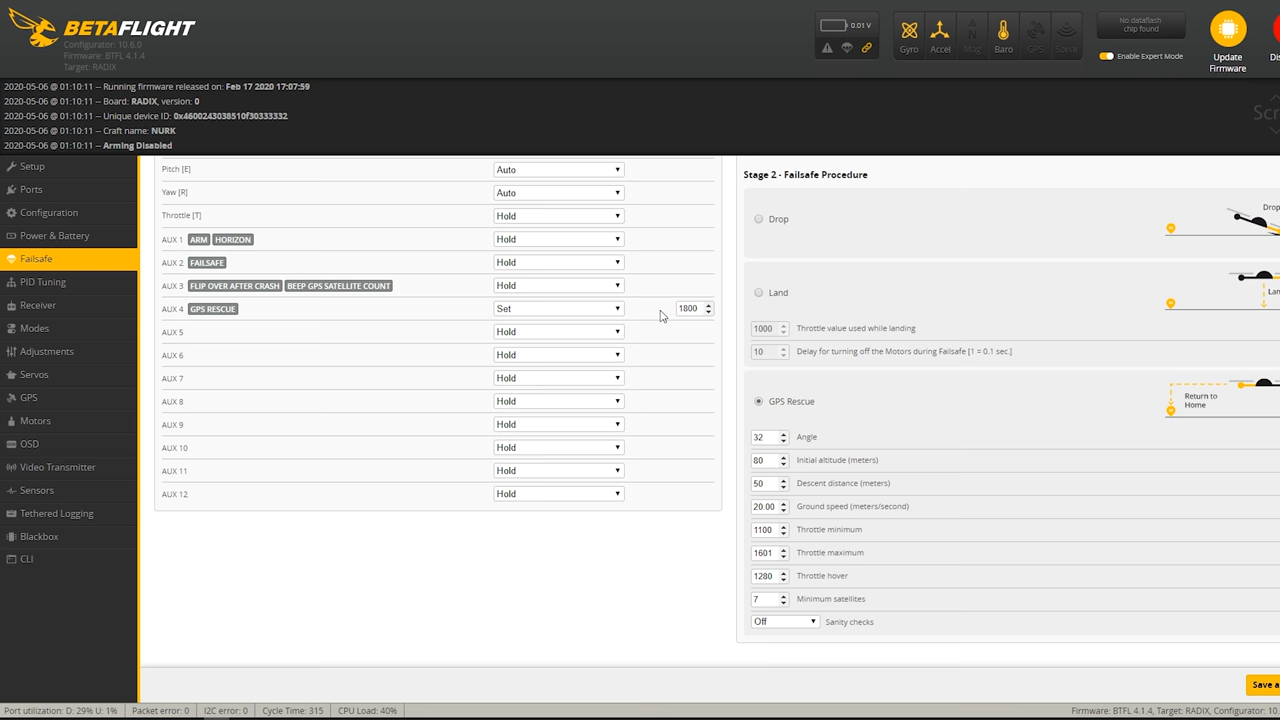 BETAFLIGHT
Configurator: 10.6.0
Firmware: BTFL 4.1.4
Target: RADIX
0.01 V
Gyro
Accel
Mag
Baro
GPS
Sonar
No dataflash
chip found
Enable Expert Mode
Update
Firmware
2020-05-06 @ 01:10:11 -- Running firmware released on: Feb 17 2020 17:07:59
2020-05-06 @ 01:10:11 -- Board: RADIX, version: 0
2020-05-06 @ 01:10:11 -- Unique device ID: 0x4600243038510f30333332
2020-05-06 @ 01:10:11 -- Craft name: NURK
2020-05-06 @ 01:10:11 -- Arming Disabled
Setup
Ports
Configuration
Power & Battery
Failsafe
PID Tuning
Receiver
Modes
Adjustments
Servos
GPS
Motors
OSD
Video Transmitter
Sensors
Tethered Logging
Blackbox
CLI
Pitch [E] Auto
Yaw [R] Auto
Throttle [T] Hold
AUX 1 ARM HORIZON Hold
AUX 2 FAILSAFE Hold
AUX 3 FLIP OVER AFTER CRASH BEEP GPS SATELLITE COUNT Hold
AUX 4 GPS RESCUE Set 1800
AUX 5 Hold
AUX 6 Hold
AUX 7 Hold
AUX 8 Hold
AUX 9 Hold
AUX 10 Hold
AUX 11 Hold
AUX 12 Hold
Stage 2 - Failsafe Procedure
Drop
Drop
Land
1000 Throttle value used while landing
10 Delay for turning off the Motors during Failsafe [1 = 0.1 sec.]
GPS Rescue
Return to
Home
32 Angle
80 Initial altitude (meters)
50 Descent distance (meters)
20.00 Ground speed (meters/second)
1100 Throttle minimum
1601 Throttle maximum
1280 Throttle hover
7 Minimum satellites
Off Sanity checks
Save a
Port utilization: D: 29% U: 1% Packet error: 0 I2C error: 0 Cycle Time: 315 CPU Load: 40%
Firmware: BTFL 4.1.4, Target: RADIX, Configurator: 10.